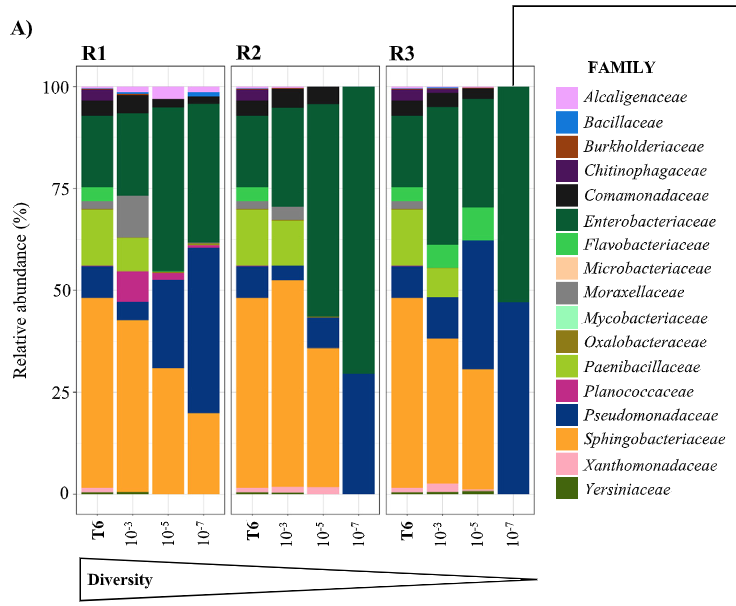 A)
R1 R2 R3
FAMILY
Alcaligenaceae
Bacillaceae
Burkholderiaceae
Chitinophagaceae
Comamonadaceae
Enterobacteriaceae
Flavobacteriaceae
Microbacteriaceae
Moraxellaceae
Mycobacteriaceae
Oxalobacteraceae
Paenibacillaceae
Planococcaceae
Pseudomonadaceae
Sphingobacteriaceae
Xanthomonadaceae
Yersiniaceae
Relative abundance (%)
100
75
50
25
0
T6 10⁻³ 10⁻⁵ 10⁻⁷ T6 10⁻³ 10⁻⁵ 10⁻⁷ T6 10⁻³ 10⁻⁵ 10⁻⁷
Diversity